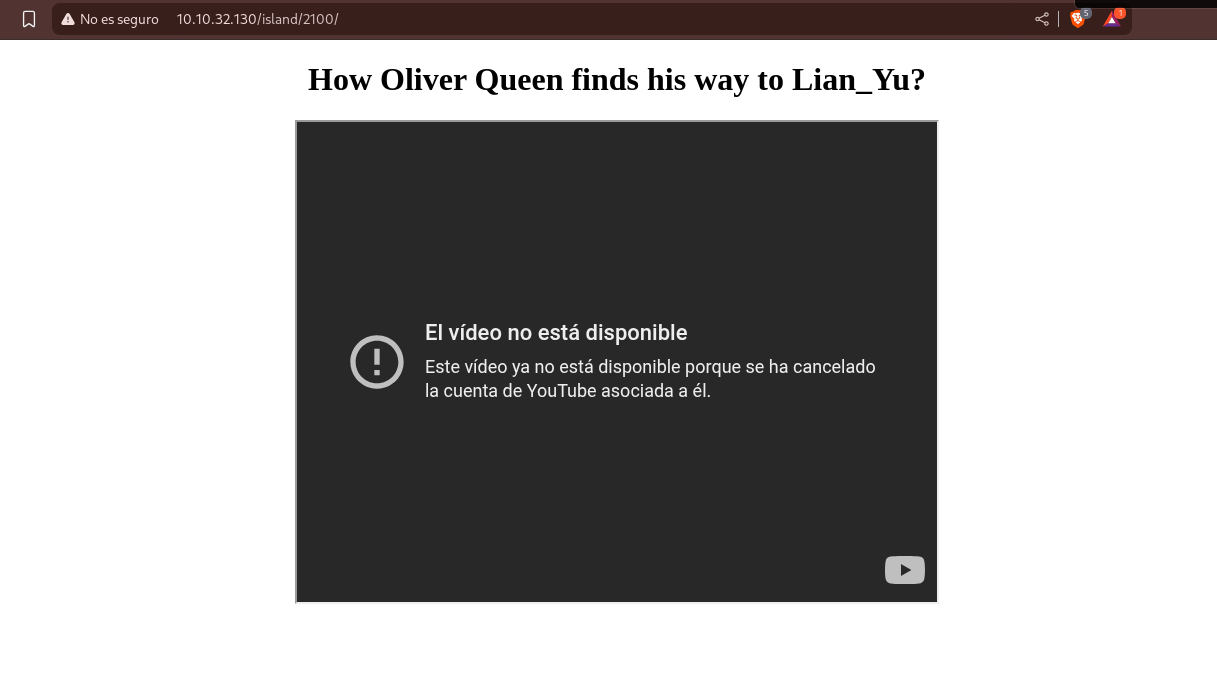 No es seguro 10.10.32.130/island/2100/ 5 1
How Oliver Queen finds his way to Lian_Yu?
El vídeo no está disponible
Este vídeo ya no está disponible porque se ha cancelado
la cuenta de YouTube asociada a él.